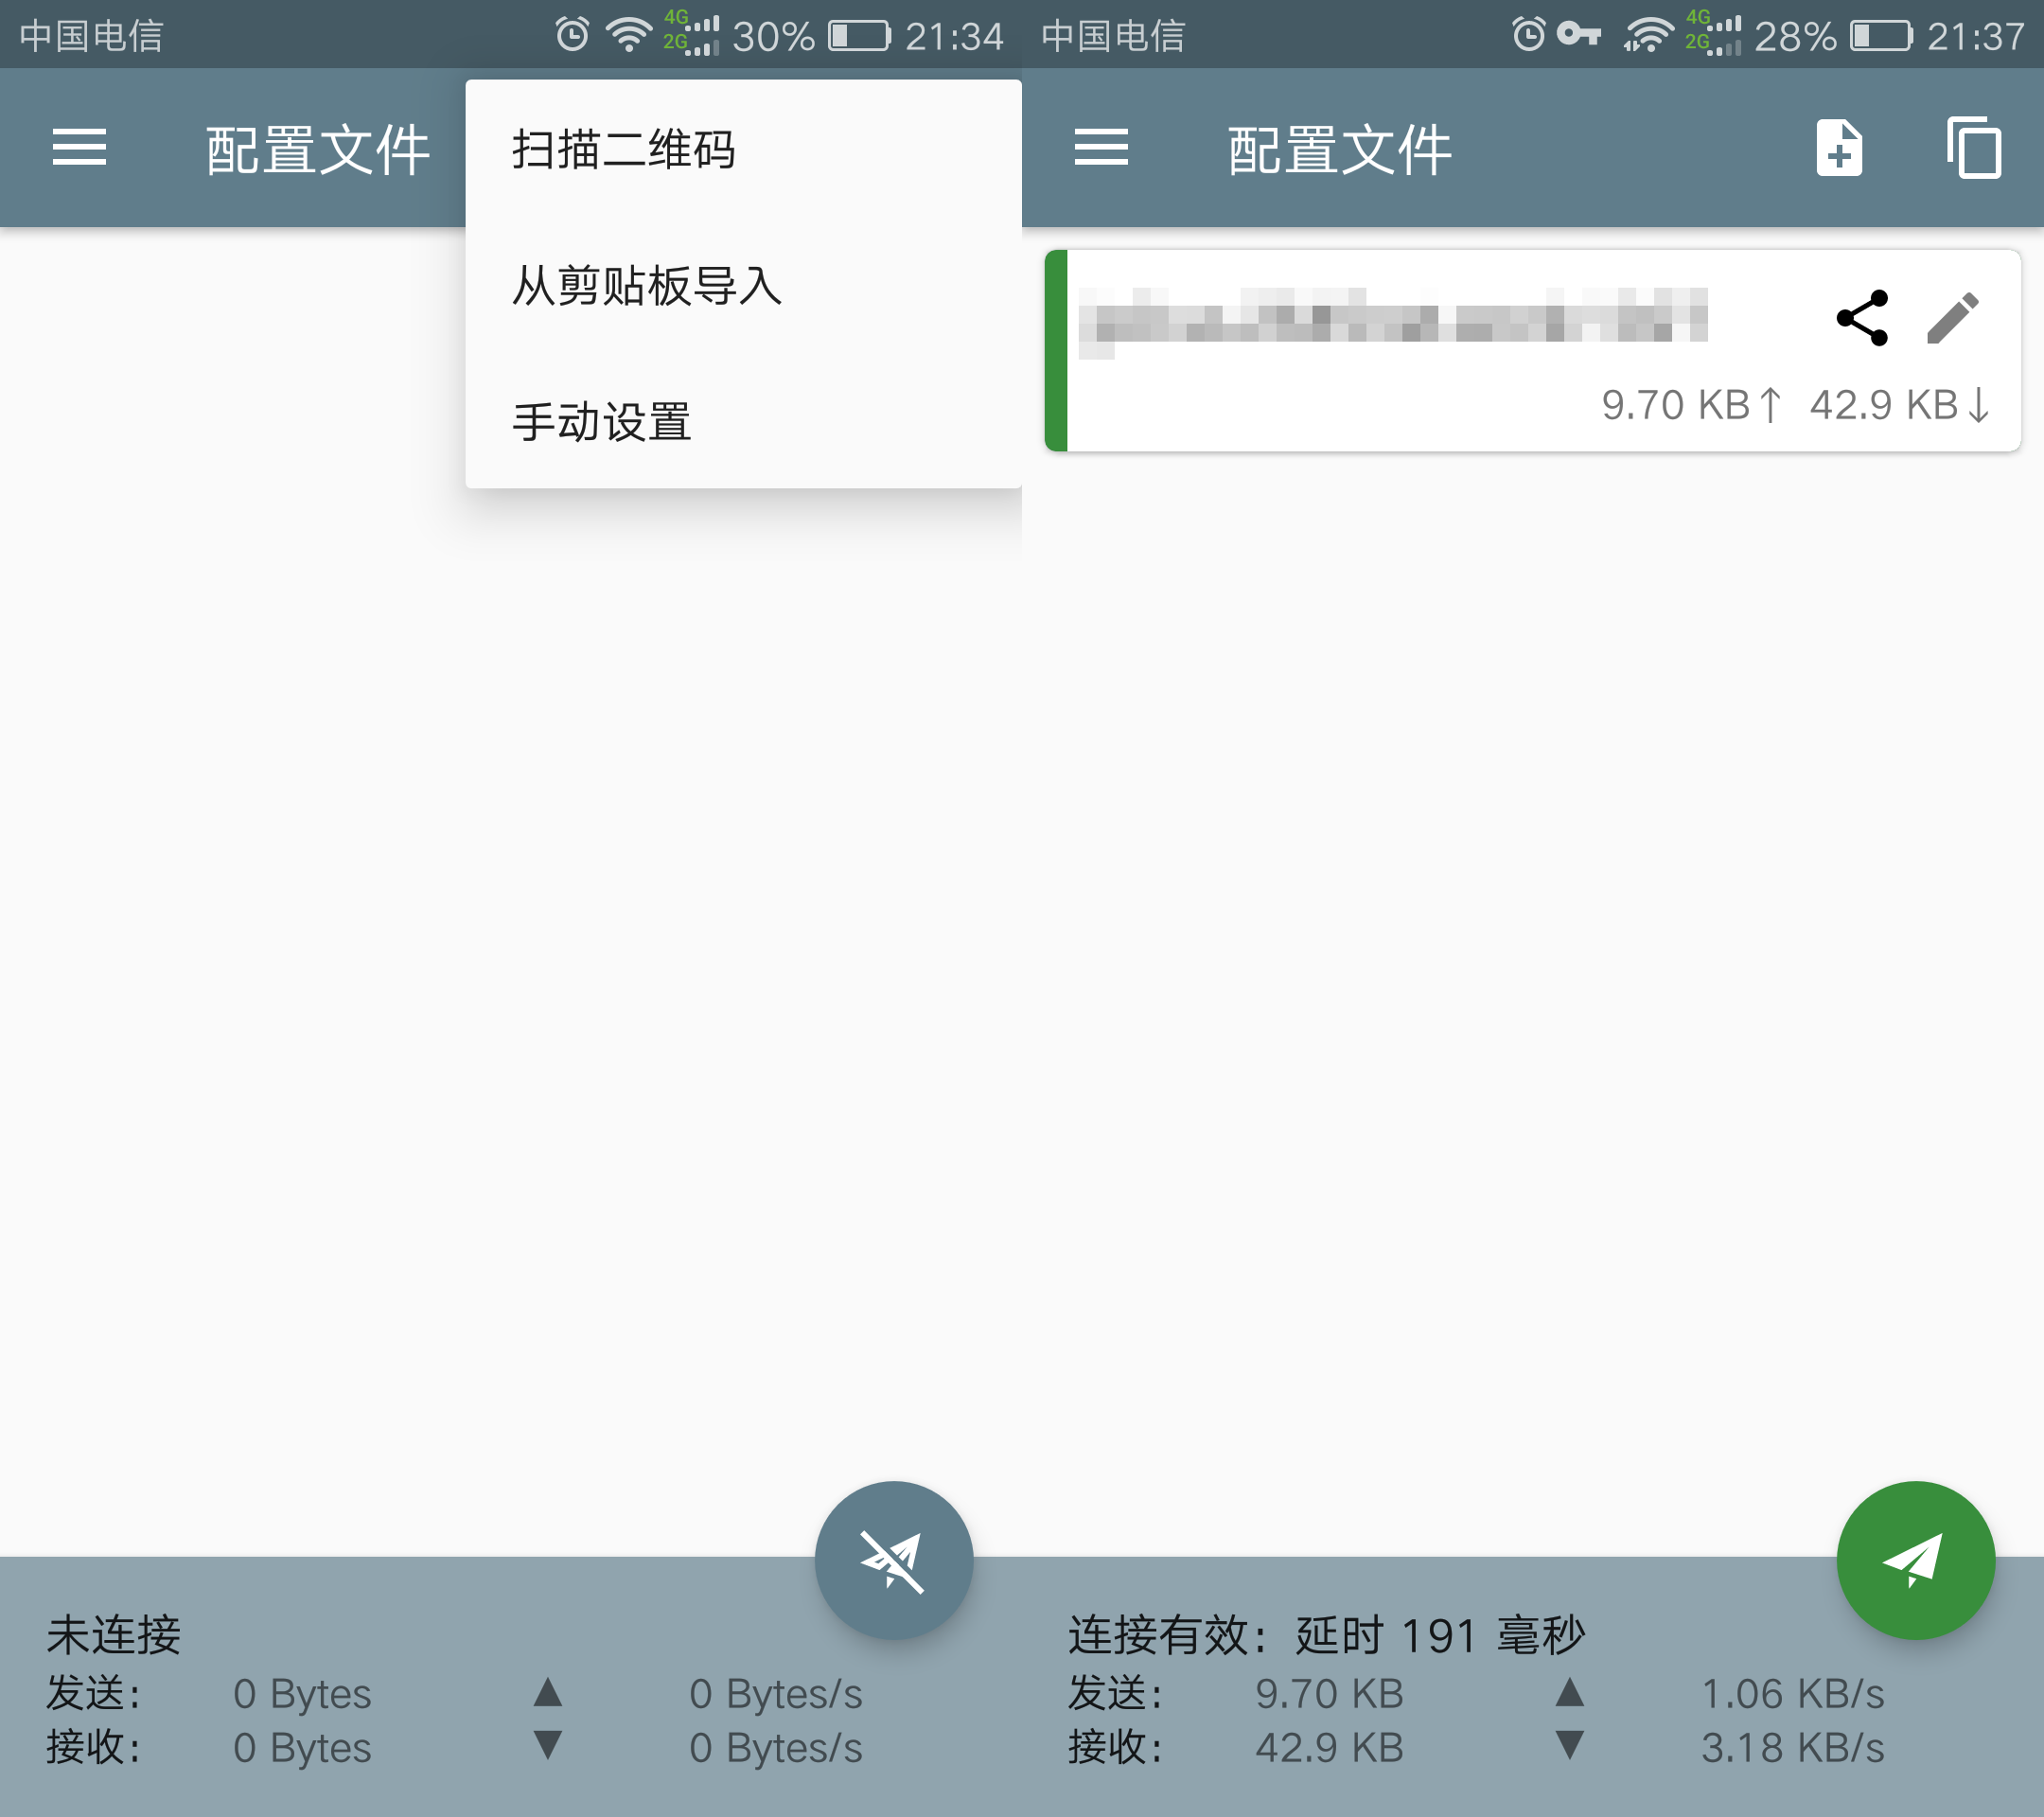 中国电信 4G 2G 30% 21:34
配置文件
扫描二维码
从剪贴板导入
手动设置
未连接
发送: 0 Bytes ▲ 0 Bytes/s
接收: 0 Bytes ▼ 0 Bytes/s
中国电信 4G 2G 28% 21:37
配置文件
9.70 KB↑ 42.9 KB↓
连接有效: 延时 191 毫秒
发送: 9.70 KB ▲ 1.06 KB/s
接收: 42.9 KB ▼ 3.18 KB/s